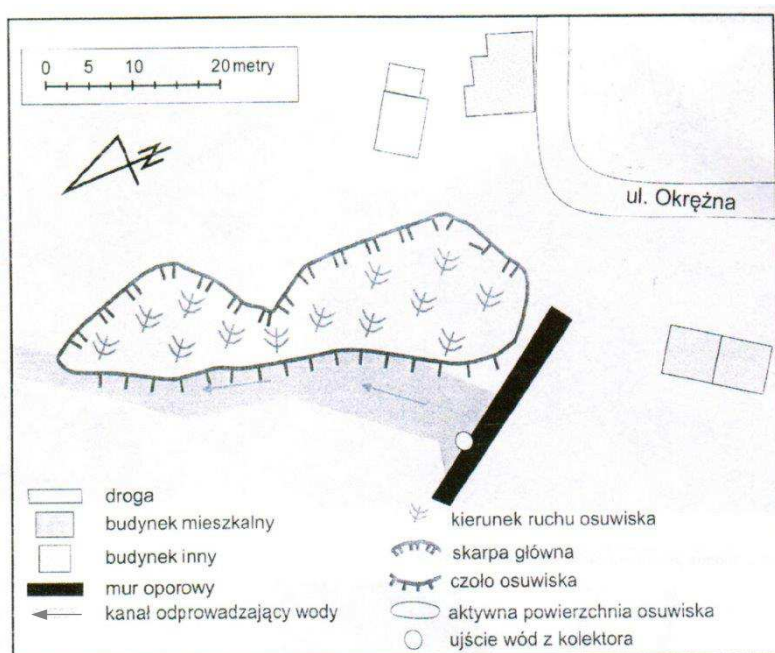 0 5 10 20 metry
N
ul. Okrężna
droga
budynek mieszkalny
budynek inny
mur oporowy
kanał odprowadzający wody
kierunek ruchu osuwiska
skarpa główna
czoło osuwiska
aktywna powierzchnia osuwiska
ujście wód z kolektora